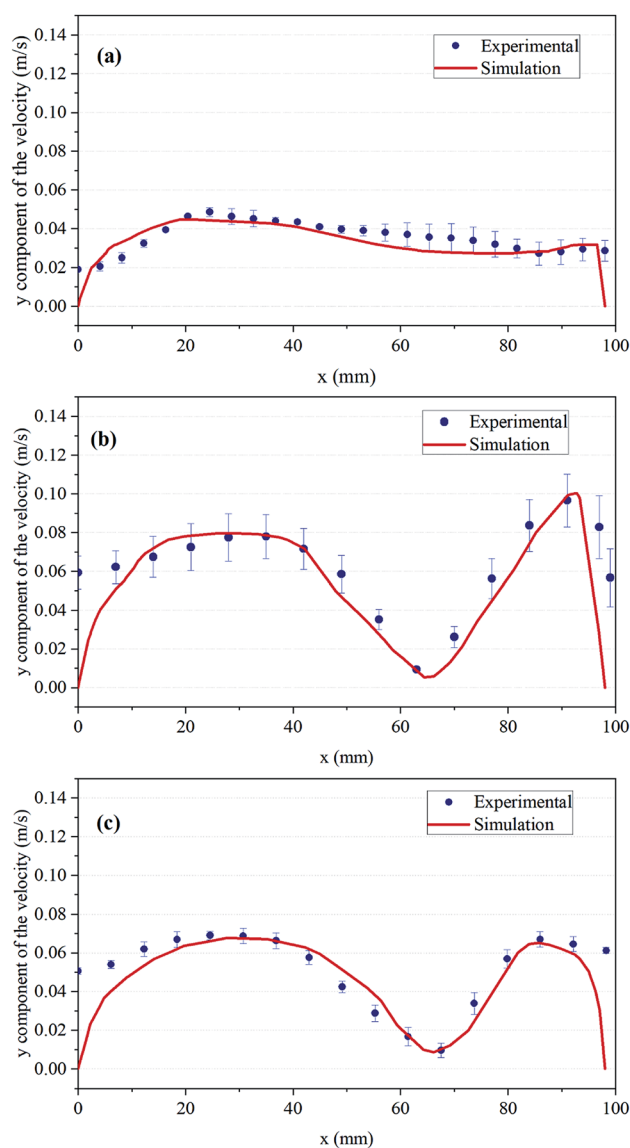 (a)
Experimental
Simulation
0.14
0.12
0.10
0.08
0.06
0.04
0.02
0.00
y component of the velocity (m/s)
0
20
40
60
80
100
x (mm)
(b)
Experimental
Simulation
0.14
0.12
0.10
0.08
0.06
0.04
0.02
0.00
y component of the velocity (m/s)
0
20
40
60
80
100
x (mm)
(c)
Experimental
Simulation
0.14
0.12
0.10
0.08
0.06
0.04
0.02
0.00
y component of the velocity (m/s)
0
20
40
60
80
100
x (mm)